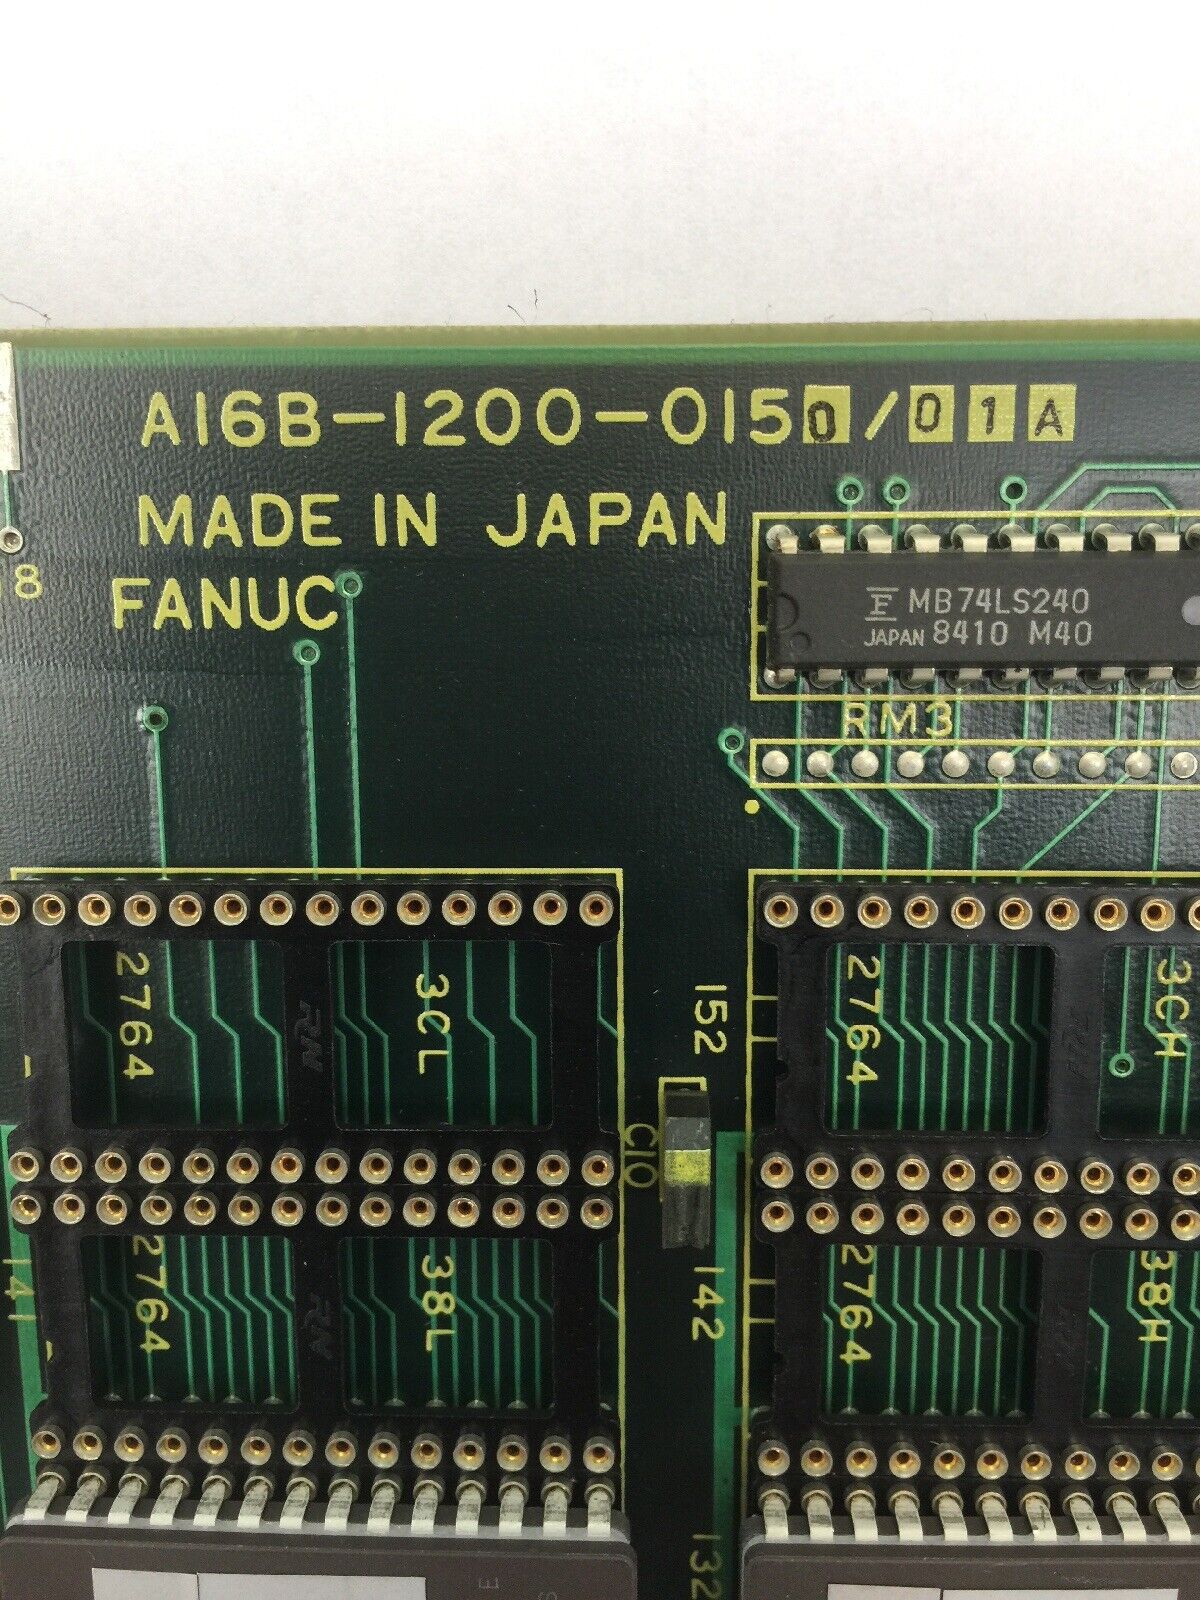 A16B-1200-0150/01A
MADE IN JAPAN
FANUC
MB74LS240
JAPAN 8410 M40
8
RM3
2764
3CL
152
2764
3CH
C10
141
2764
38L
142
2764
38H
132
E
S